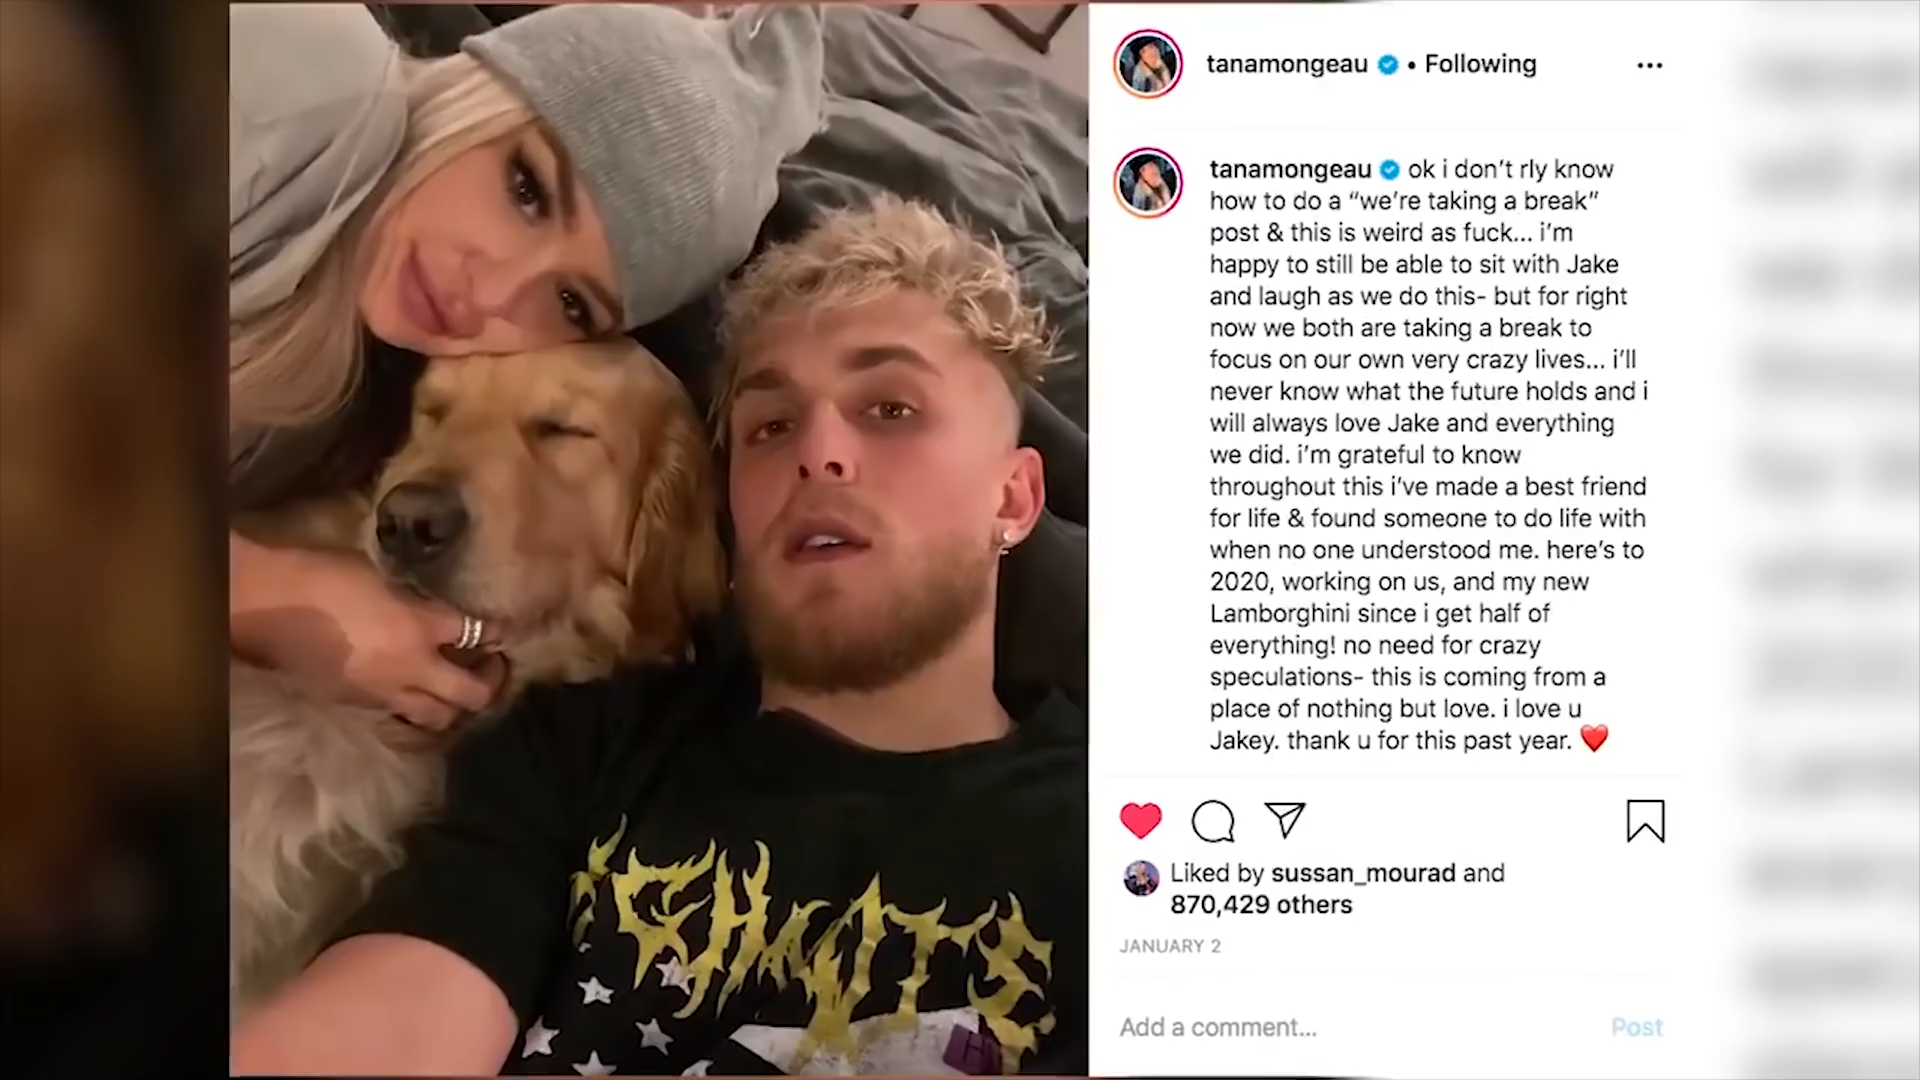 tanamongeau • Following
tanamongeau ok i don’t rly know
how to do a “we’re taking a break”
post & this is weird as fuck... i’m
happy to still be able to sit with Jake
and laugh as we do this- but for right
now we both are taking a break to
focus on our own very crazy lives... i’ll
never know what the future holds and i
will always love Jake and everything
we did. i’m grateful to know
throughout this i’ve made a best friend
for life & found someone to do life with
when no one understood me. here’s to
2020, working on us, and my new
Lamborghini since i get half of
everything! no need for crazy
speculations- this is coming from a
place of nothing but love. i love u
Jakey. thank u for this past year. ❤️
Liked by sussan_mourad and
870,429 others
JANUARY 2
Add a comment... Post